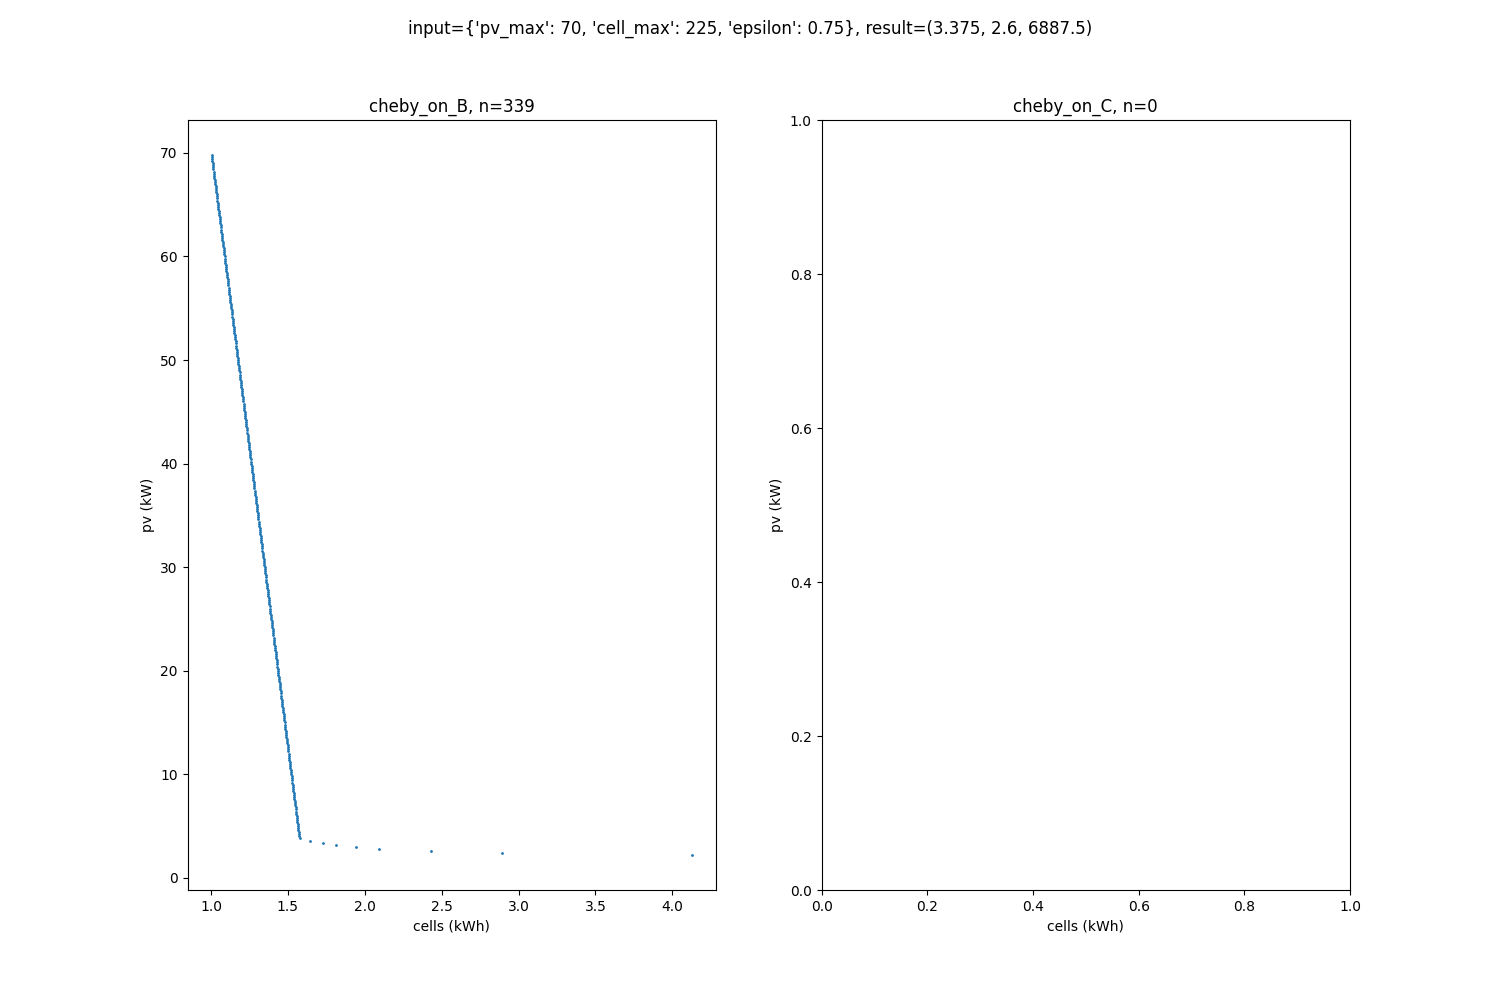 input={'pv_max': 70, 'cell_max': 225, 'epsilon': 0.75}, result=(3.375, 2.6, 6887.5)
cheby_on_B, n=339
70
60
50
40
30
20
10
0
pv (kW)
1.0 1.5 2.0 2.5 3.0 3.5 4.0
cells (kWh)
cheby_on_C, n=0
1.0
0.8
0.6
0.4
0.2
0.0
pv (kW)
0.0 0.2 0.4 0.6 0.8 1.0
cells (kWh)